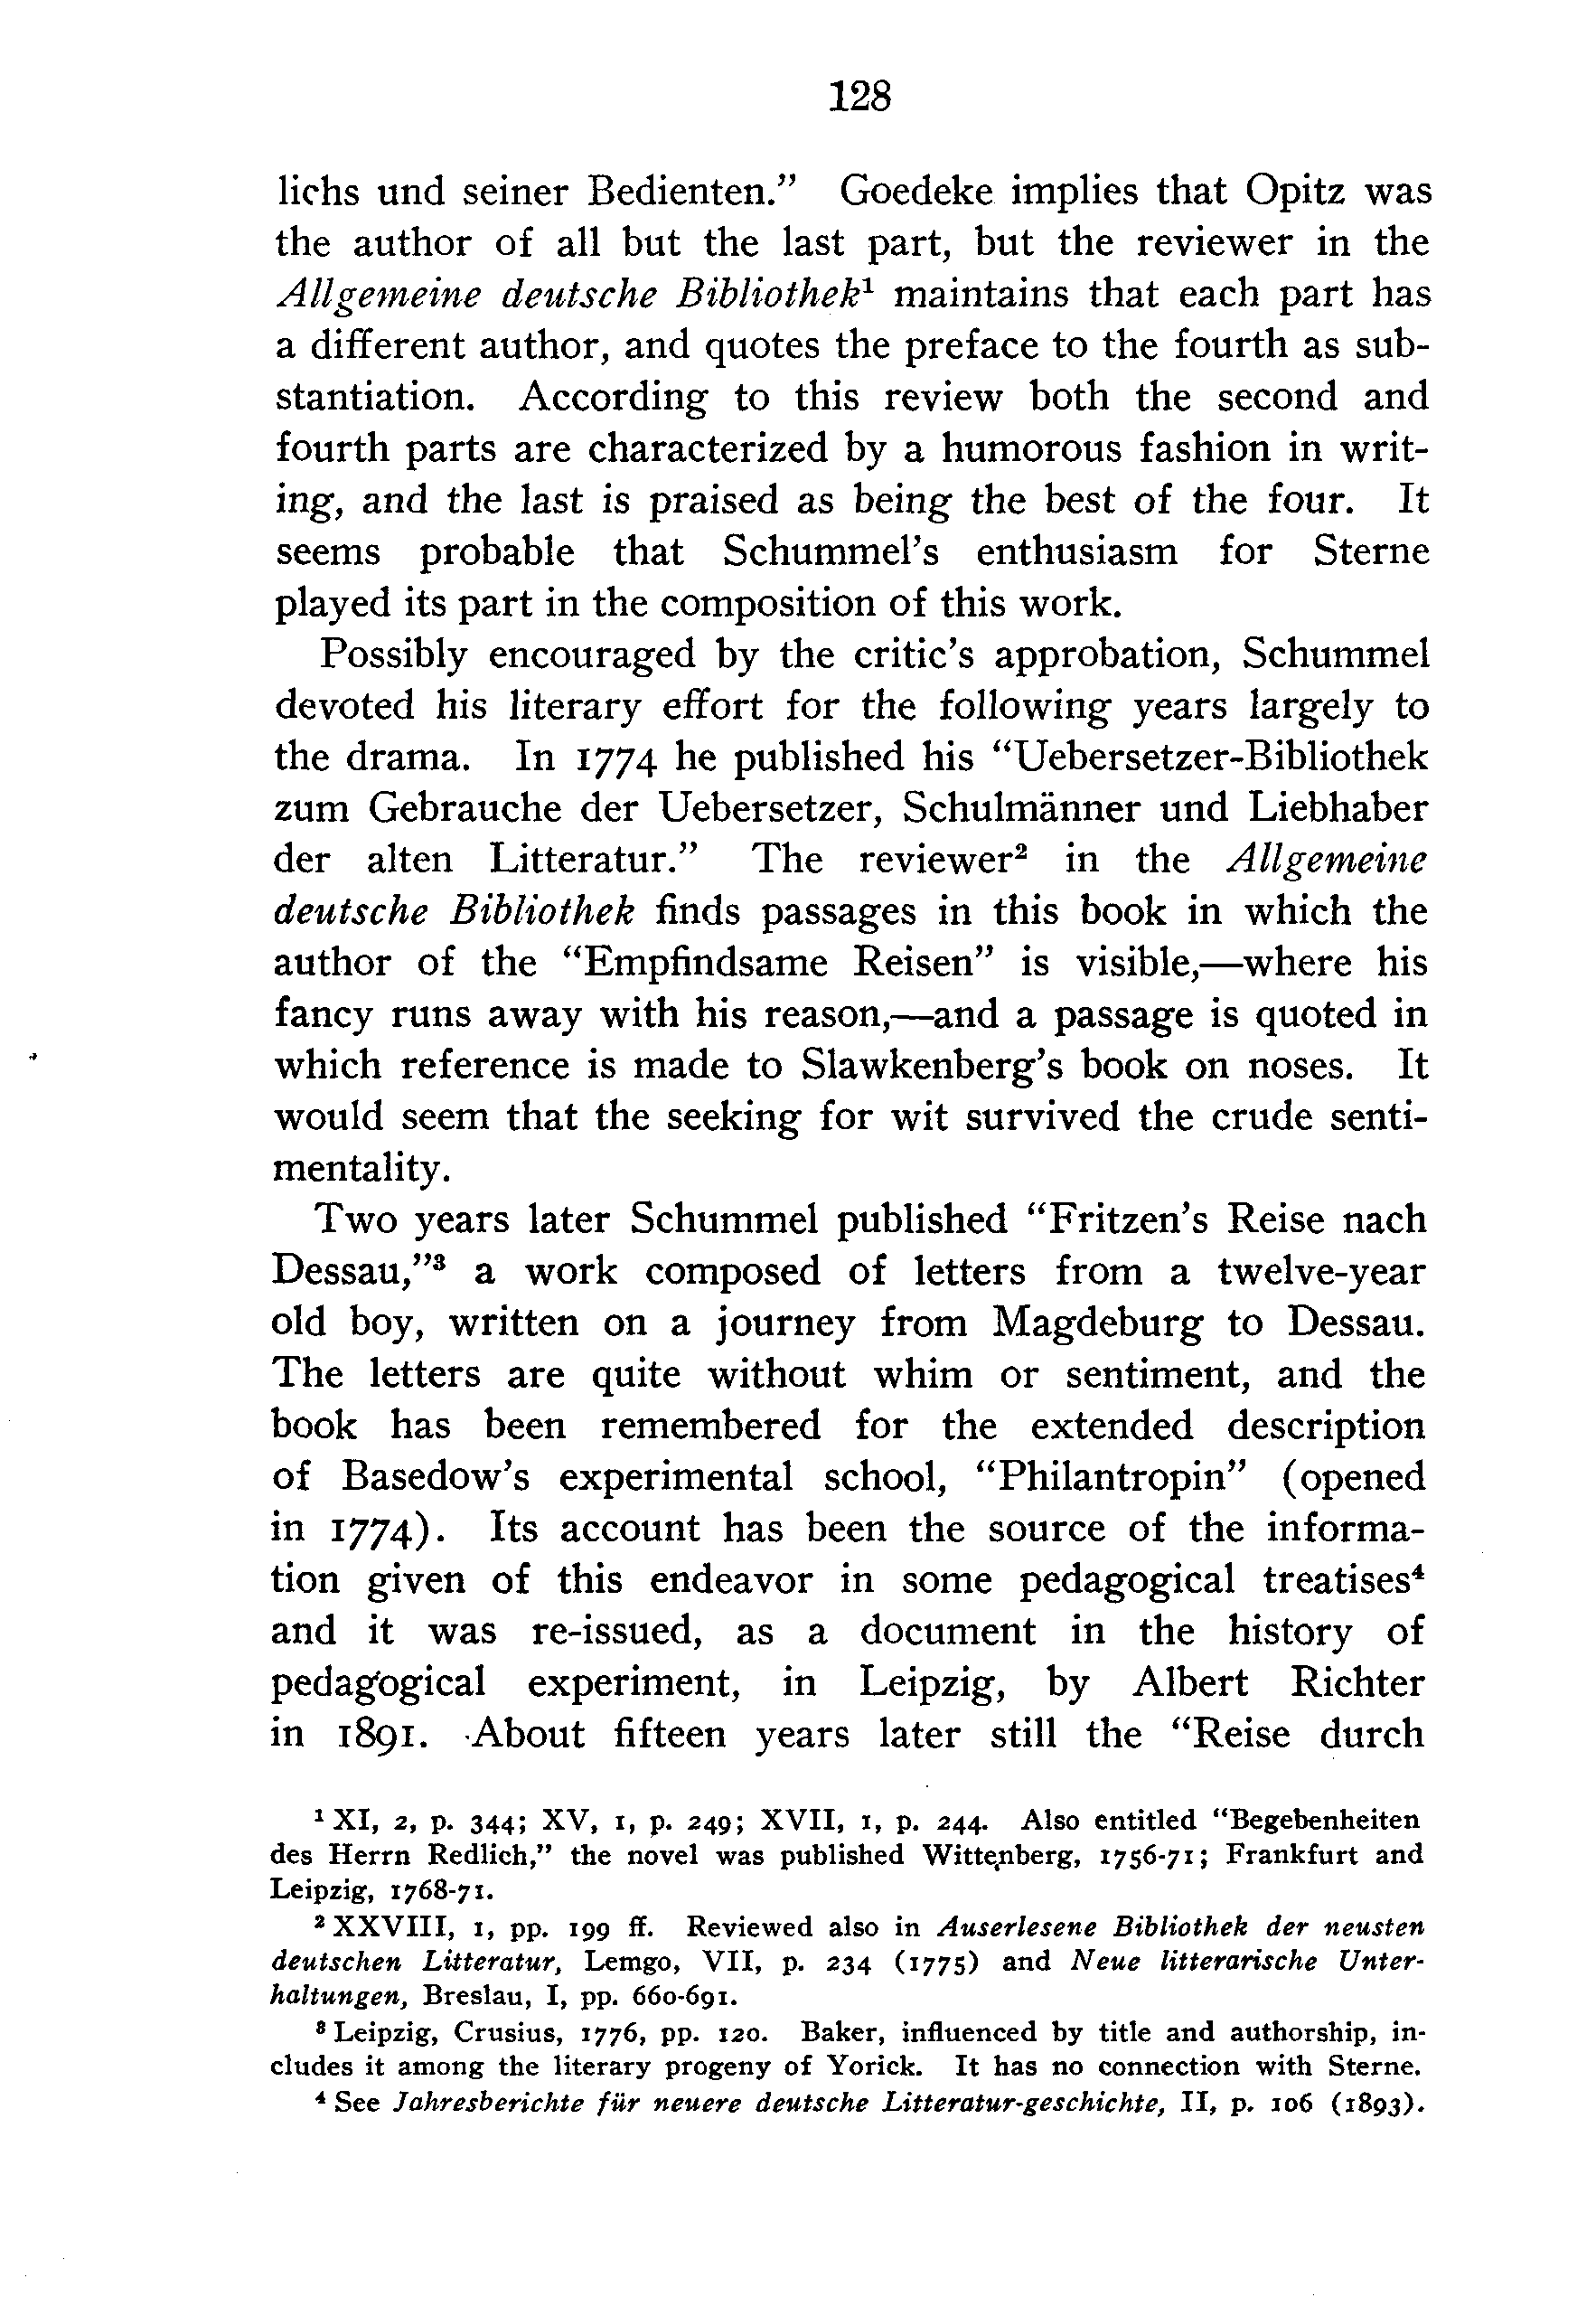 128
lichs und seiner Bedienten.” Goedeke implies that Opitz was
the author of all but the last part, but the reviewer in the
Allgemeine deutsche Bibliothek¹ maintains that each part has
a different author, and quotes the preface to the fourth as sub-
stantiation. According to this review both the second and
fourth parts are characterized by a humorous fashion in writ-
ing, and the last is praised as being the best of the four. It
seems probable that Schummel’s enthusiasm for Sterne
played its part in the composition of this work.
Possibly encouraged by the critic’s approbation, Schummel
devoted his literary effort for the following years largely to
the drama. In 1774 he published his “Uebersetzer-Bibliothek
zum Gebrauche der Uebersetzer, Schulmänner und Liebhaber
der alten Litteratur.” The reviewer² in the Allgemeine
deutsche Bibliothek finds passages in this book in which the
author of the “Empfindsame Reisen” is visible,—where his
fancy runs away with his reason,—and a passage is quoted in
which reference is made to Slawkenberg’s book on noses. It
would seem that the seeking for wit survived the crude senti-
mentality.
Two years later Schummel published “Fritzen’s Reise nach
Dessau,”³ a work composed of letters from a twelve-year
old boy, written on a journey from Magdeburg to Dessau.
The letters are quite without whim or sentiment, and the
book has been remembered for the extended description
of Basedow’s experimental school, “Philantropin” (opened
in 1774). Its account has been the source of the informa-
tion given of this endeavor in some pedagogical treatises⁴
and it was re-issued, as a document in the history of
pedagogical experiment, in Leipzig, by Albert Richter
in 1891. About fifteen years later still the “Reise durch
¹ XI, 2, p. 344; XV, 1, p. 249; XVII, 1, p. 244. Also entitled “Begebenheiten
des Herrn Redlich,” the novel was published Wittenberg, 1756-71; Frankfurt and
Leipzig, 1768-71.
² XXVIII, 1, pp. 199 ff. Reviewed also in Auserlesene Bibliothek der neusten
deutschen Litteratur, Lemgo, VII, p. 234 (1775) and Neue litterarische Unter-
haltungen, Breslau, I, pp. 660-691.
³ Leipzig, Crusius, 1776, pp. 120. Baker, influenced by title and authorship, in-
cludes it among the literary progeny of Yorick. It has no connection with Sterne.
⁴ See Jahresberichte für neuere deutsche Litteratur-geschichte, II, p. 106 (1893).